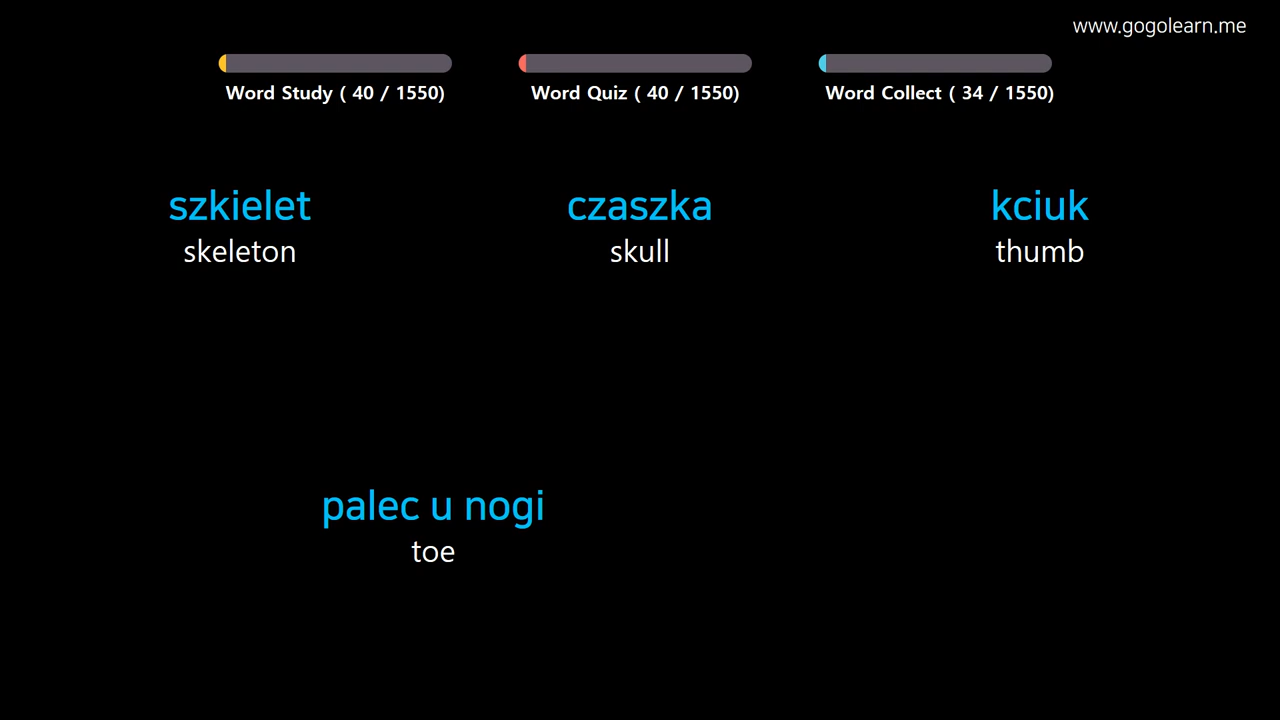 www.gogolearn.me
Word Study ( 40 / 1550)
Word Quiz ( 40 / 1550)
Word Collect ( 34 / 1550)
szkielet
skeleton
czaszka
skull
kciuk
thumb
palec u nogi
toe